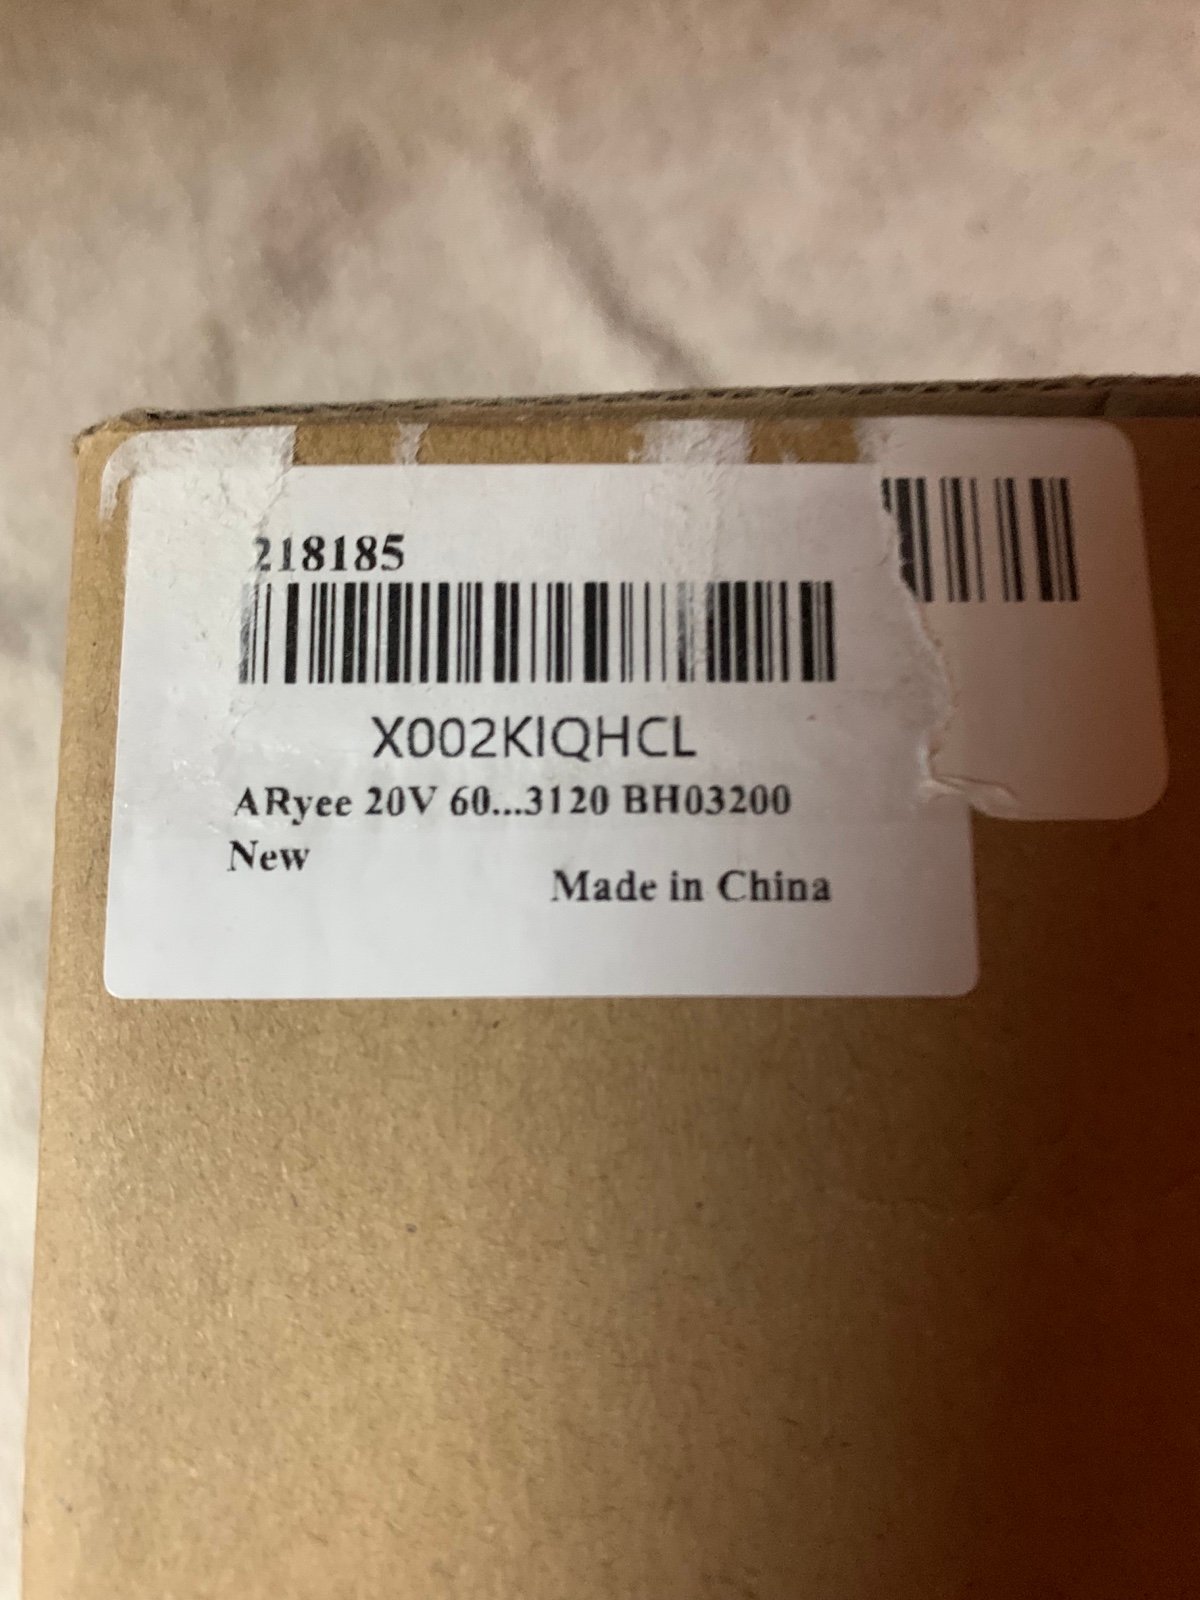 218185
X002KIQHCL
ARyee 20V 60...3120 BH03200
New
Made in China